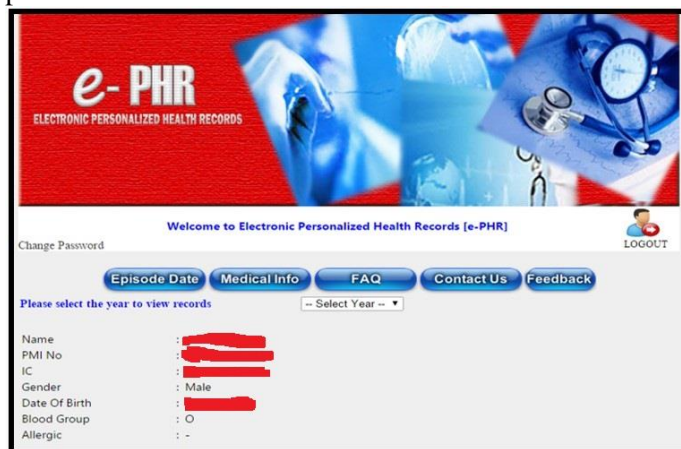 e- PHR
ELECTRONIC PERSONALIZED HEALTH RECORDS
Welcome to Electronic Personalized Health Records [e-PHR]
Change Password
LOGOUT
Episode Date Medical Info FAQ Contact Us Feedback
Please select the year to view records -- Select Year --
Name :
PMI No :
IC :
Gender : Male
Date Of Birth :
Blood Group : O
Allergic : -